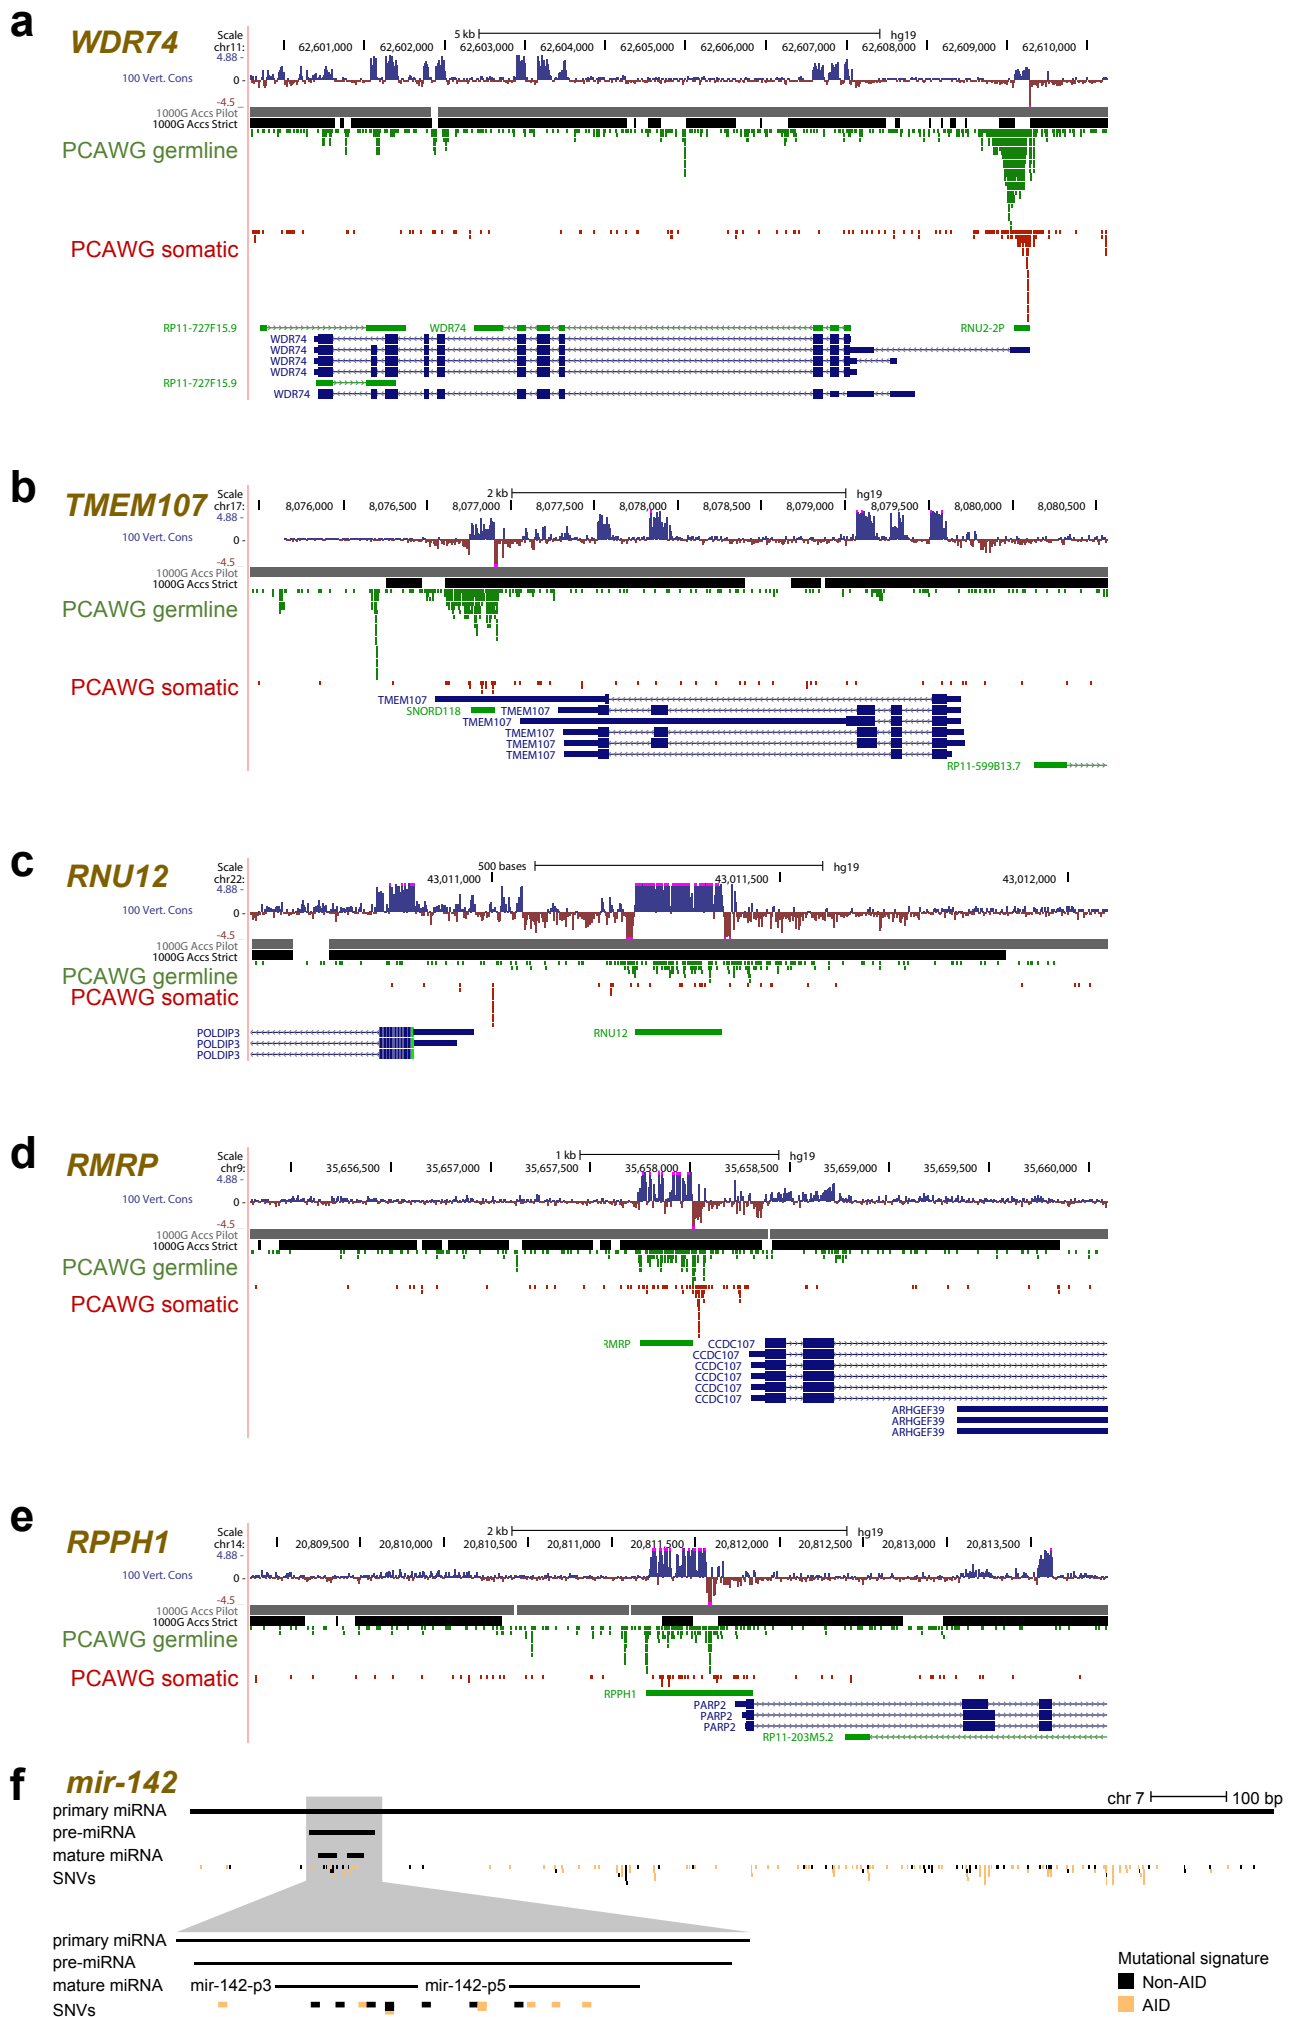 a
WDR74
Scale
5 kb
hg19
chr11:
62,601,000
62,602,000
62,603,000
62,604,000
62,605,000
62,606,000
62,607,000
62,608,000
62,609,000
62,610,000
4.88 -
100 Vert. Cons
0 -
-4.5 _
1000G Accs Pilot
1000G Accs Strict
PCAWG germline
PCAWG somatic
RP11-727F15.9
WDR74
RNU2-2P
WDR74
WDR74
WDR74
WDR74
RP11-727F15.9
WDR74
b
TMEM107
Scale
2 kb
hg19
chr17:
8,076,000
8,076,500
8,077,000
8,077,500
8,078,000
8,078,500
8,079,000
8,079,500
8,080,000
8,080,500
4.88 -
100 Vert. Cons
0 -
-4.5 _
1000G Accs Pilot
1000G Accs Strict
PCAWG germline
PCAWG somatic
TMEM107
SNORD118
TMEM107
TMEM107
TMEM107
TMEM107
TMEM107
RP11-599B13.7
c
RNU12
Scale
500 bases
hg19
chr22:
43,011,000
43,011,500
43,012,000
4.88 -
100 Vert. Cons
0 -
-4.5 _
1000G Accs Pilot
1000G Accs Strict
PCAWG germline
PCAWG somatic
POLDIP3
RNU12
POLDIP3
POLDIP3
d
RMRP
Scale
1 kb
hg19
chr9:
35,656,500
35,657,000
35,657,500
35,658,000
35,658,500
35,659,000
35,659,500
35,660,000
4.88 -
100 Vert. Cons
0 -
-4.5 _
1000G Accs Pilot
1000G Accs Strict
PCAWG germline
PCAWG somatic
RMRP
CCDC107
CCDC107
CCDC107
CCDC107
CCDC107
CCDC107
ARHGEF39
ARHGEF39
ARHGEF39
e
RPPH1
Scale
2 kb
hg19
chr14:
20,809,500
20,810,000
20,810,500
20,811,000
20,811,500
20,812,000
20,812,500
20,813,000
20,813,500
4.88 -
100 Vert. Cons
0 -
-4.5 _
1000G Accs Pilot
1000G Accs Strict
PCAWG germline
PCAWG somatic
RPPH1
PARP2
PARP2
PARP2
RP11-203M5.2
f
mir-142
chr 7
100 bp
primary miRNA
pre-miRNA
mature miRNA
SNVs
primary miRNA
pre-miRNA
mature miRNA
mir-142-p3
mir-142-p5
SNVs
Mutational signature
Non-AID
AID